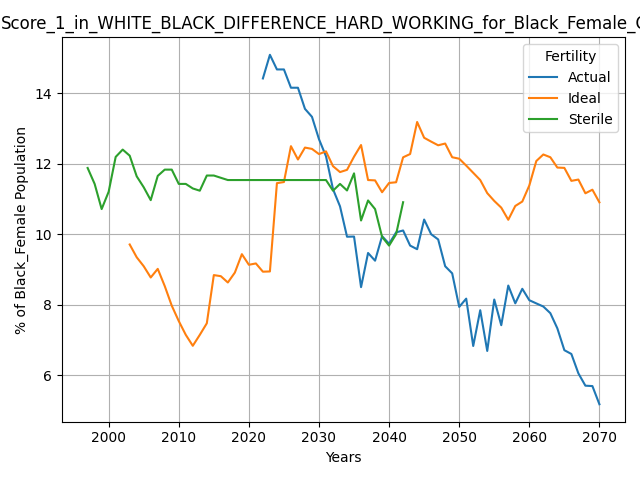 Score_1_in_WHITE_BLACK_DIFFERENCE_HARD_WORKING_for_Black_Female_
Fertility
Actual
Ideal
Sterile
% of Black_Female Population
14
12
10
8
6
2000 2010 2020 2030 2040 2050 2060 2070
Years